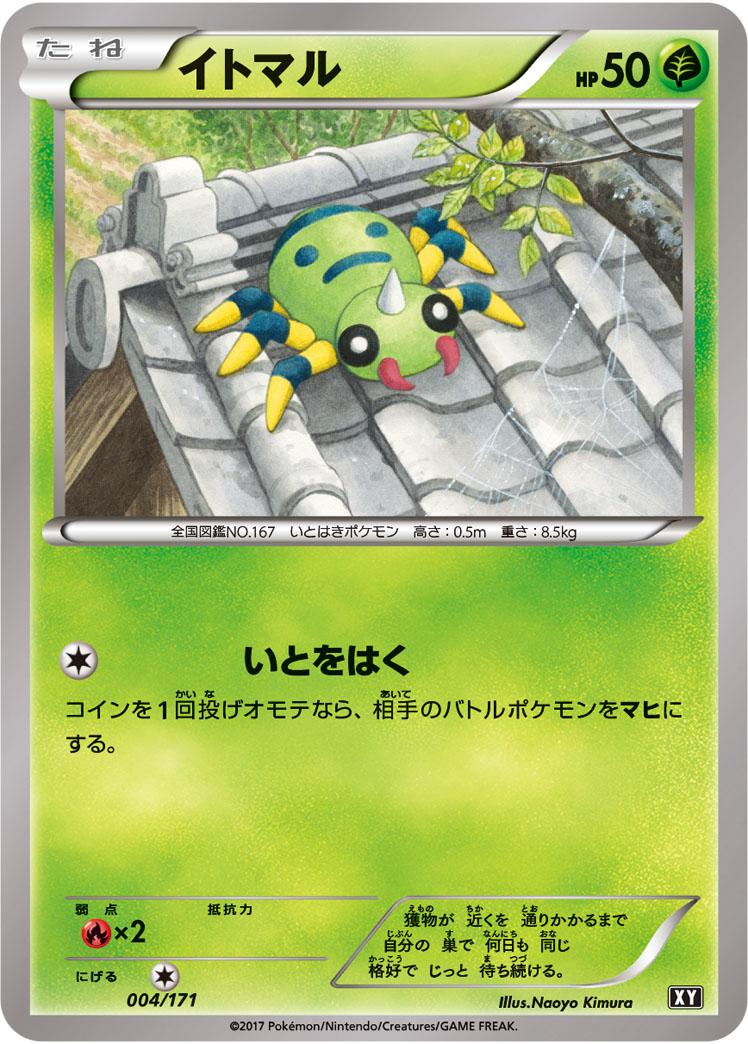 たね
イトマル
HP50
全国図鑑NO.167 いとはきポケモン 高さ：0.5m 重さ：8.5kg
いとをはく
コインを1回投げオモテなら、相手のバトルポケモンをマヒに
する。
弱点 抵抗力
×2
にげる
獲物が 近くを 通りかかるまで
自分の 巣で 何日も 同じ
格好で じっと 待ち続ける。
004/171
Illus.Naoyo Kimura
XY
©2017 Pokémon/Nintendo/Creatures/GAME FREAK.